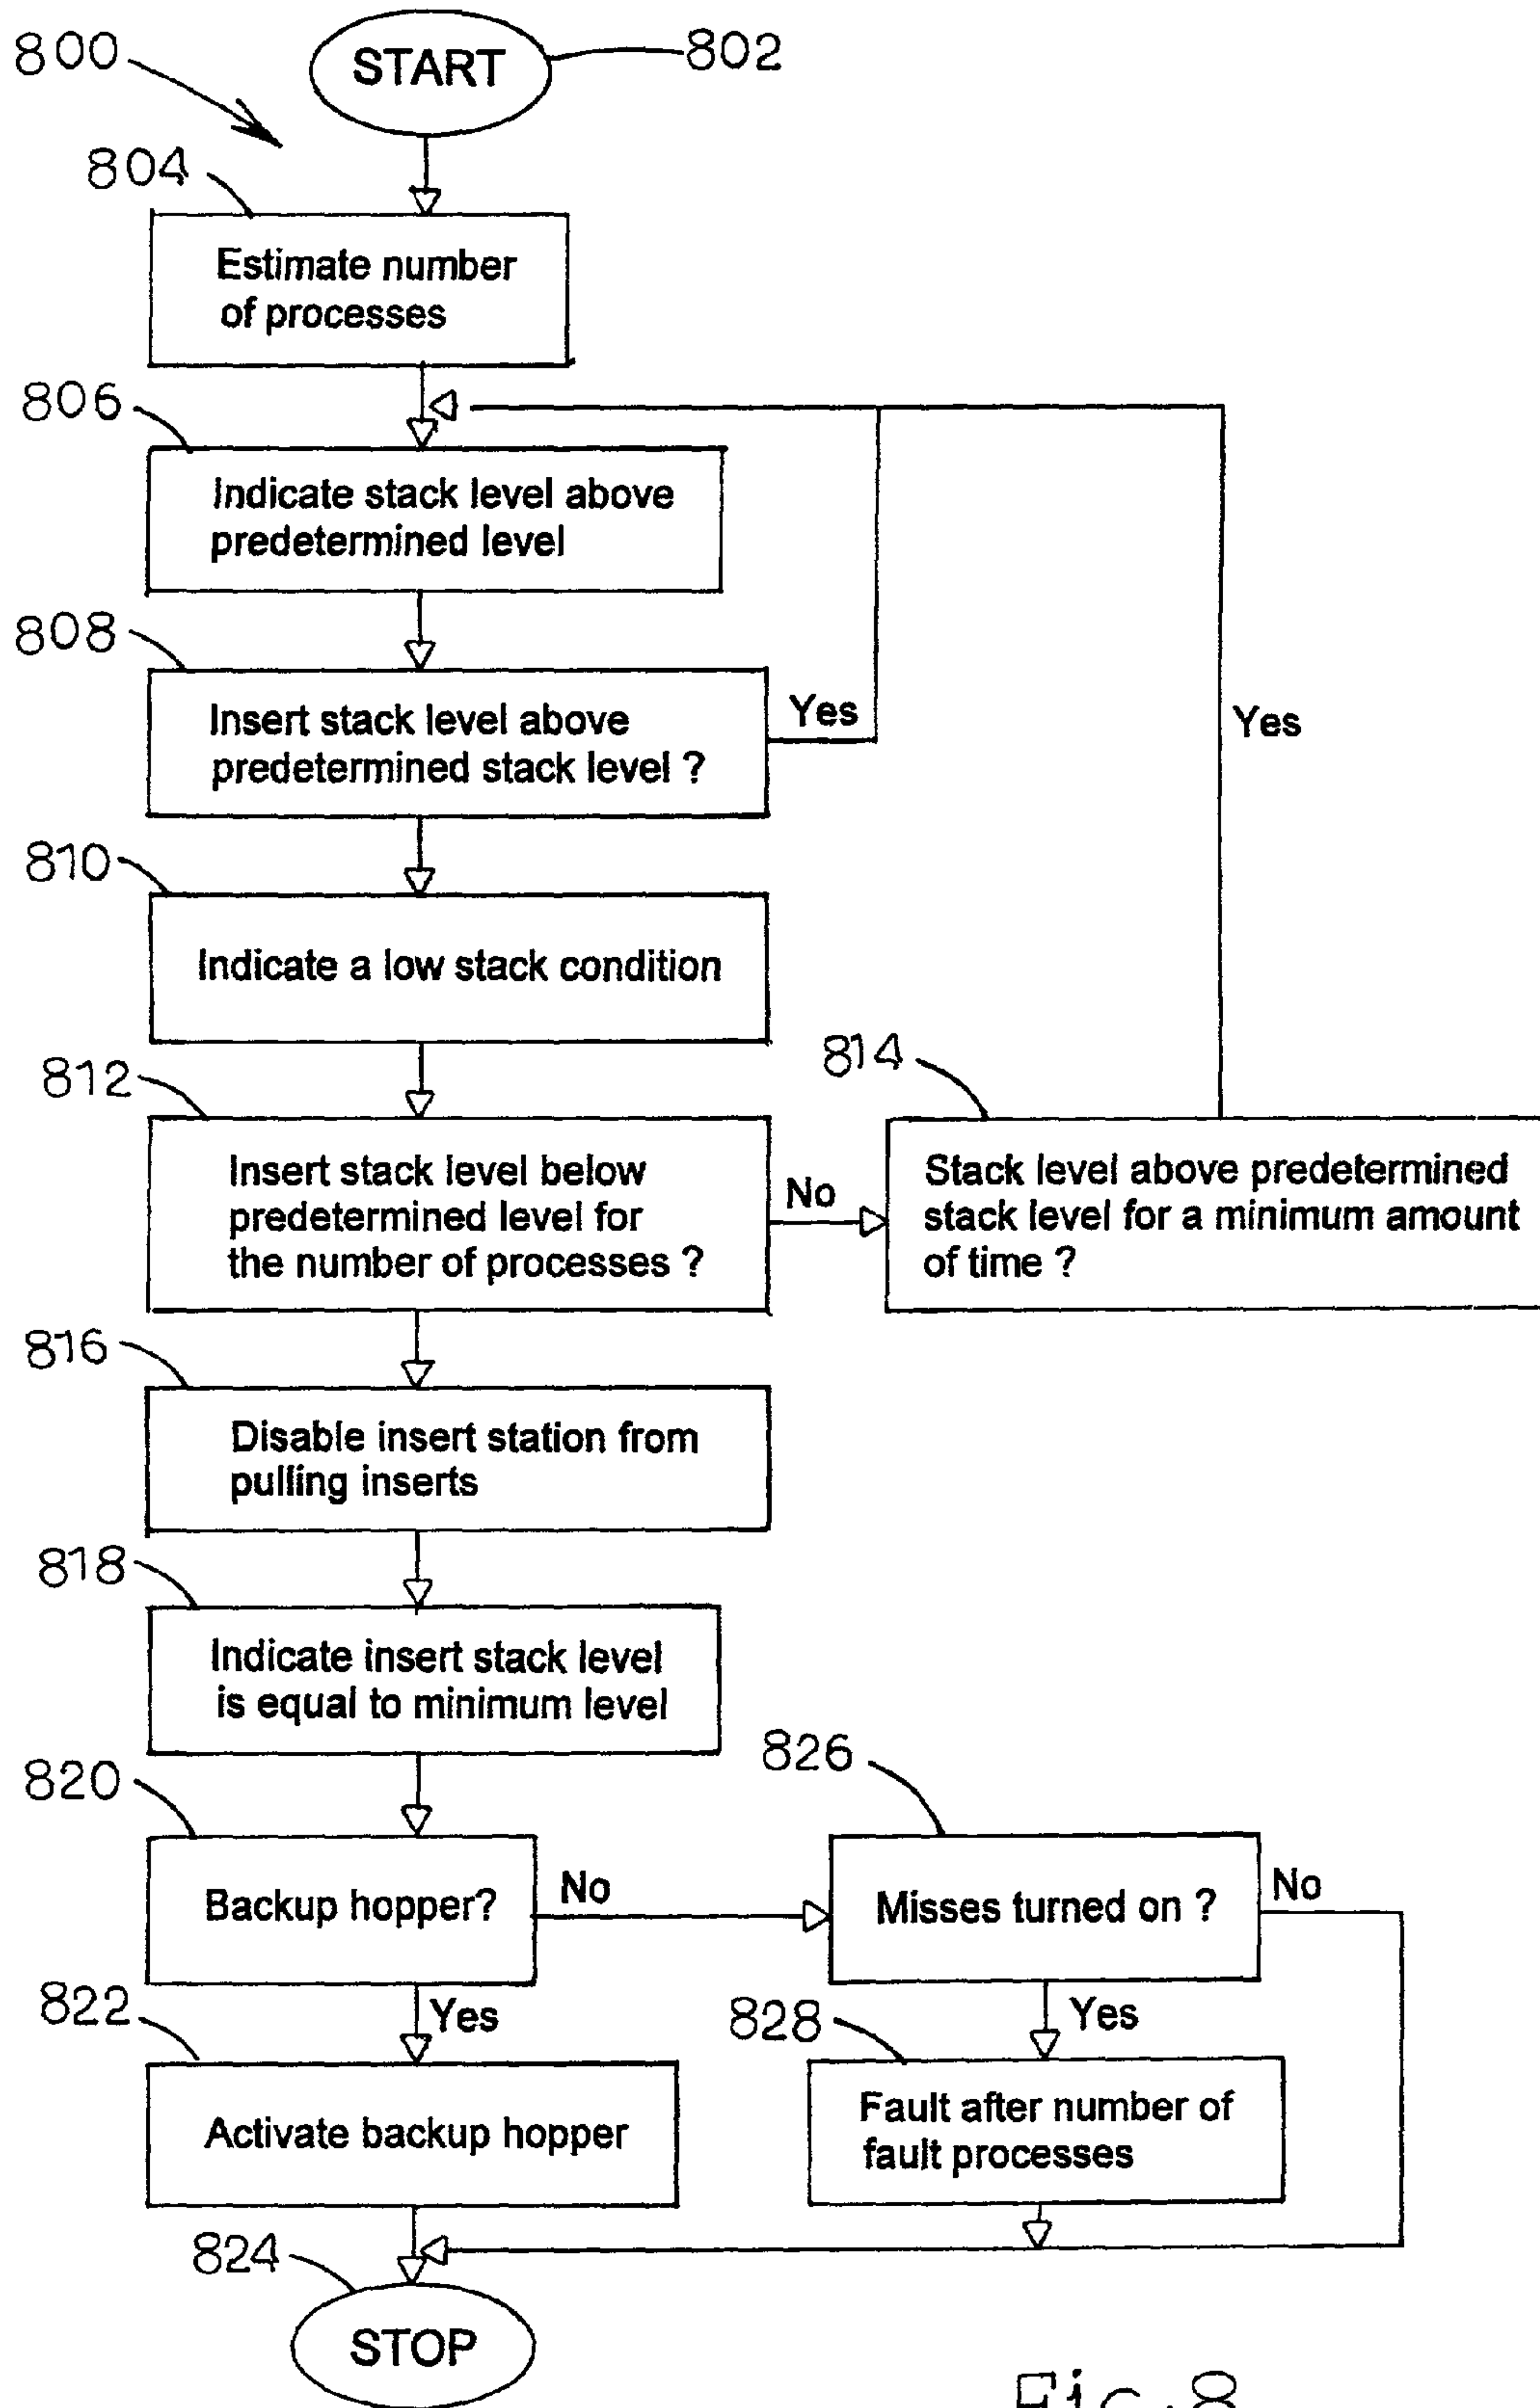 800
START
802
804
Estimate number
of processes
806
Indicate stack level above
predetermined level
808
Insert stack level above
predetermined stack level ?
Yes
Yes
810
Indicate a low stack condition
812
Insert stack level below
predetermined level for
the number of processes ?
No
814
Stack level above predetermined
stack level for a minimum amount
of time ?
816
Disable insert station from
pulling inserts
818
Indicate insert stack level
is equal to minimum level
820
Backup hopper?
No
826
Misses turned on ?
No
822
Yes
Activate backup hopper
828
Yes
Fault after number of
fault processes
824
STOP
Fig.8